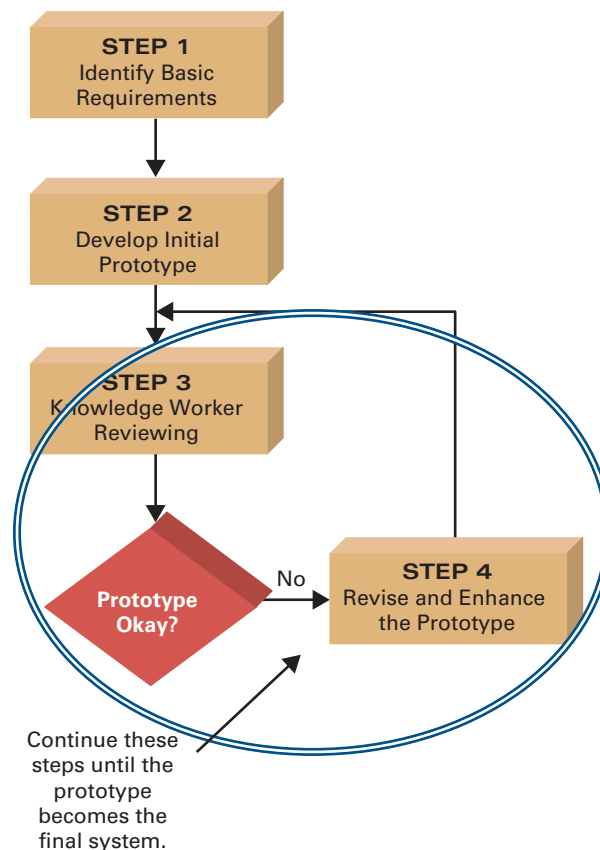 STEP 1
Identify Basic
Requirements
STEP 2
Develop Initial
Prototype
STEP 3
Knowledge Worker
Reviewing
Prototype
Okay?
No
STEP 4
Revise and Enhance
the Prototype
Continue these
steps until the
prototype
becomes the
final system.